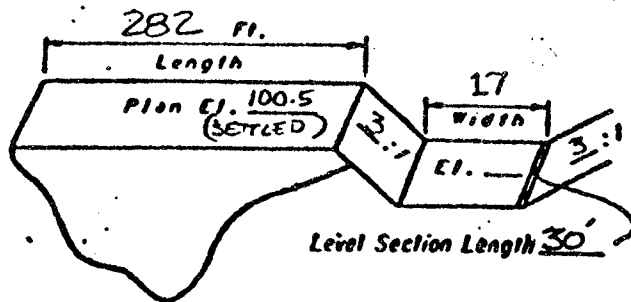 282 Ft.
Length
17
Width
Plan El. 100.5
(SETTLED)
3:1
El. ___
3:1
Level Section Length 30'